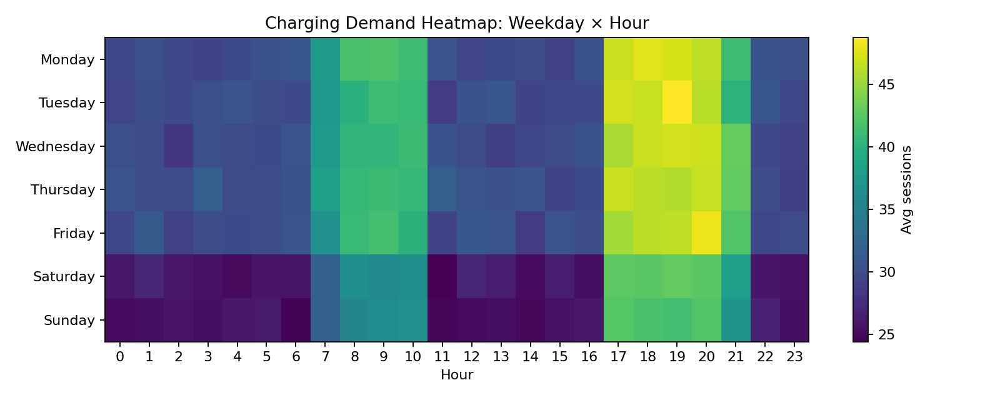 Charging Demand Heatmap: Weekday × Hour
Monday
Tuesday
Wednesday
Thursday
Friday
Saturday
Sunday
0 1 2 3 4 5 6 7 8 9 10 11 12 13 14 15 16 17 18 19 20 21 22 23
Hour
45
40
35
30
25
Avg sessions